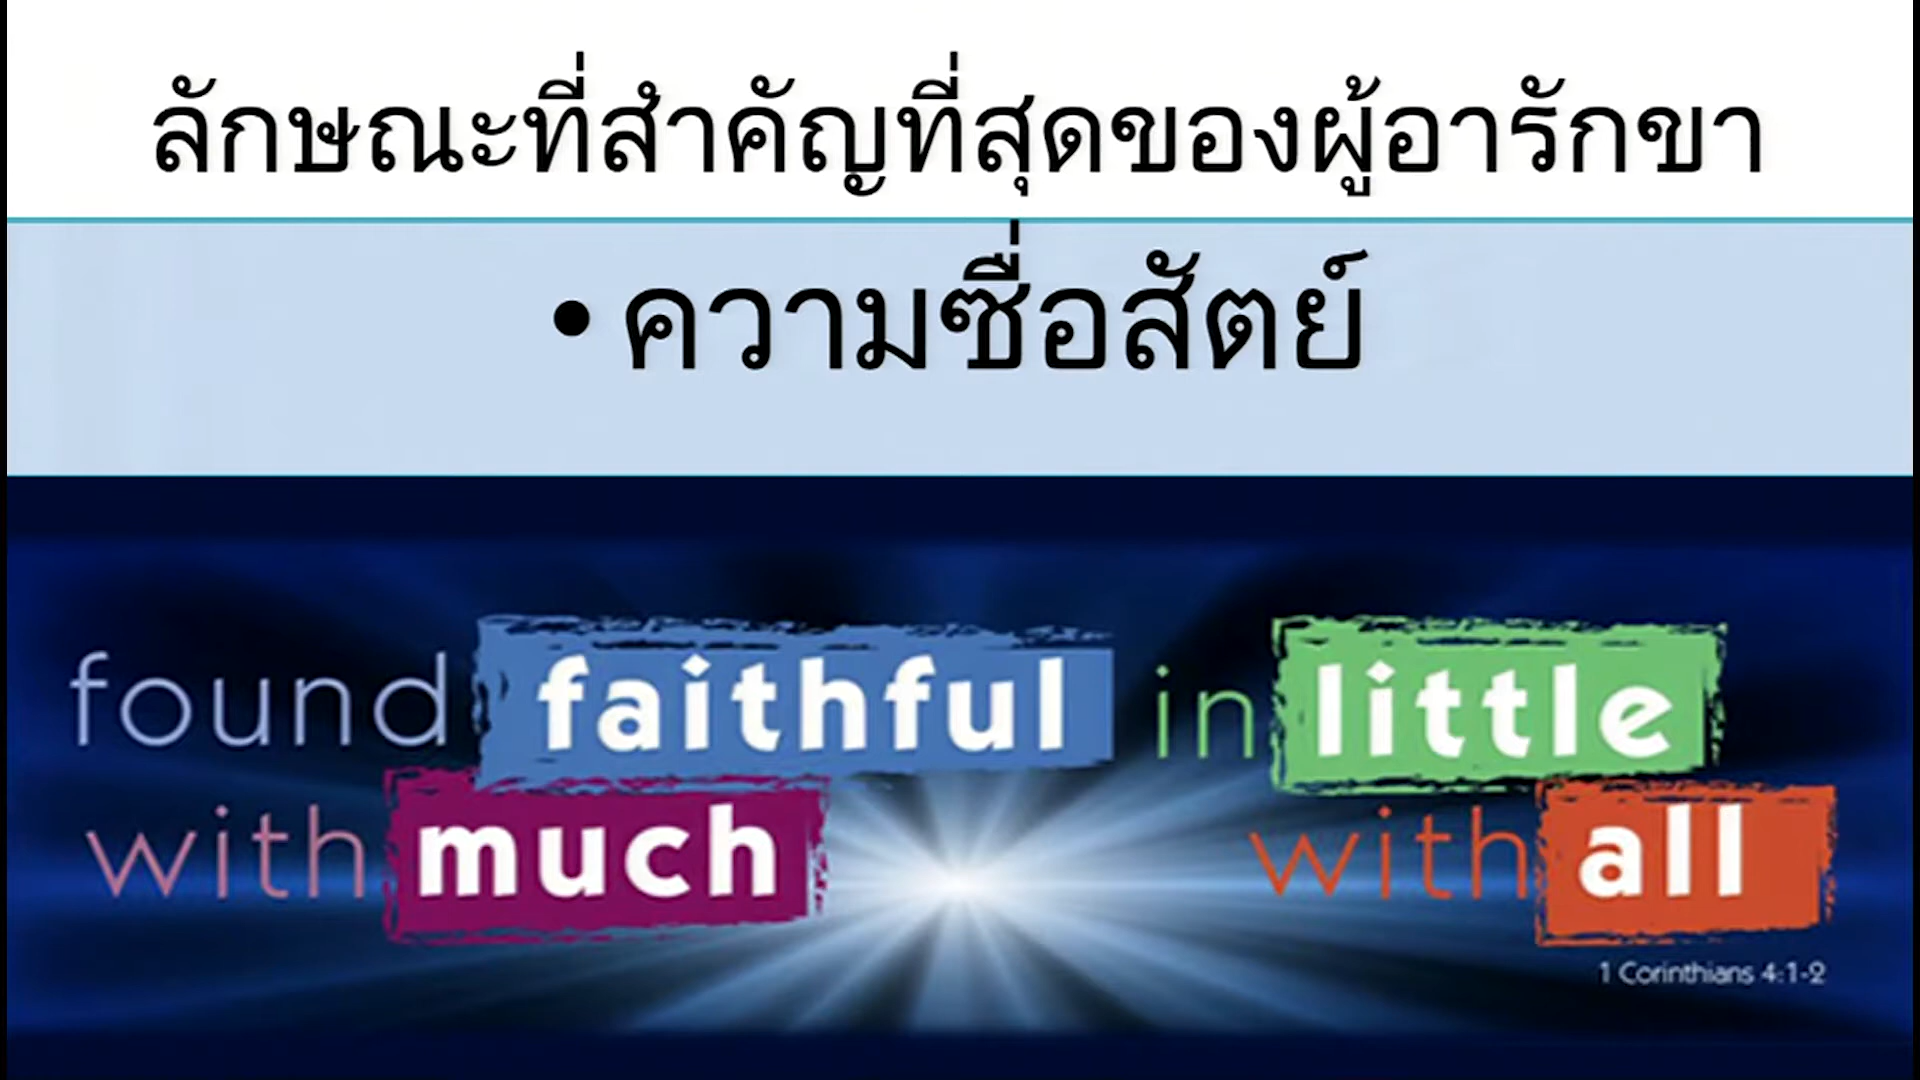 ลักษณะที่สำคัญที่สุดของผู้อารักขา
• ความซื่อสัตย์
found faithful in little
with much with all
1 Corinthians 4:1-2